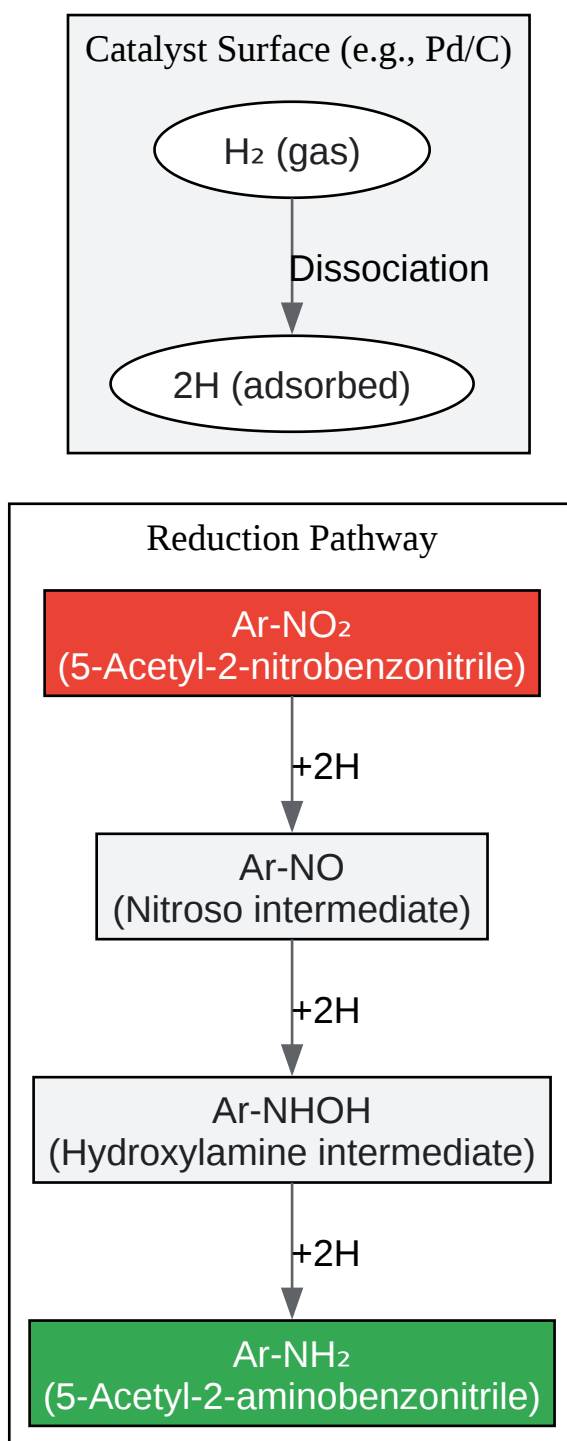 Catalyst Surface (e.g., Pd/C)
H₂ (gas)
Dissociation
2H (adsorbed)
Reduction Pathway
Ar-NO₂
(5-Acetyl-2-nitrobenzonitrile)
+2H
Ar-NO
(Nitroso intermediate)
+2H
Ar-NHOH
(Hydroxylamine intermediate)
+2H
Ar-NH₂
(5-Acetyl-2-aminobenzonitrile)